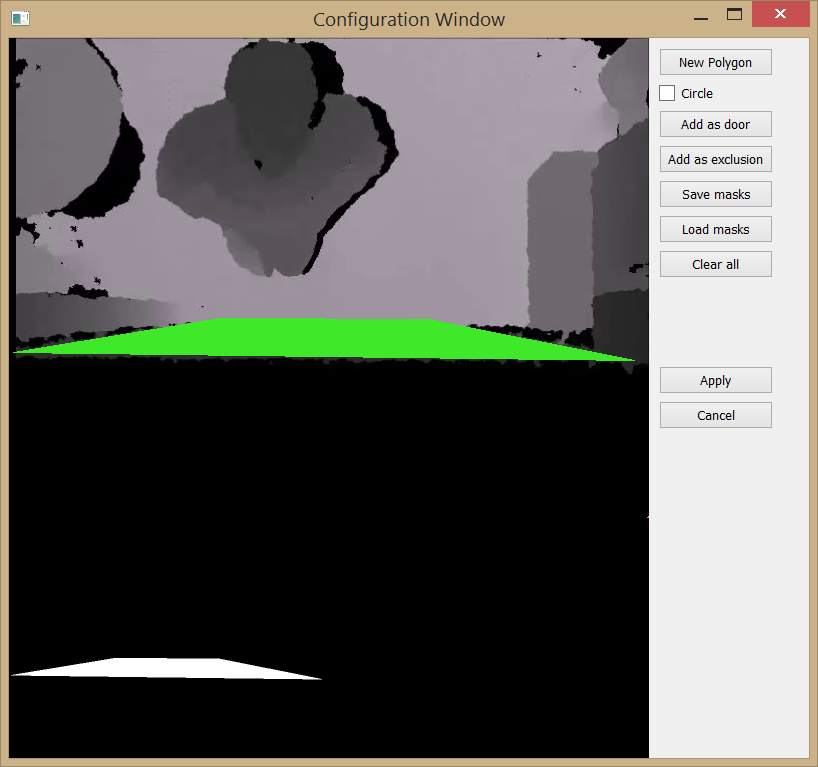 Configuration Window
New Polygon
Circle
Add as door
Add as exclusion
Save masks
Load masks
Clear all
Apply
Cancel